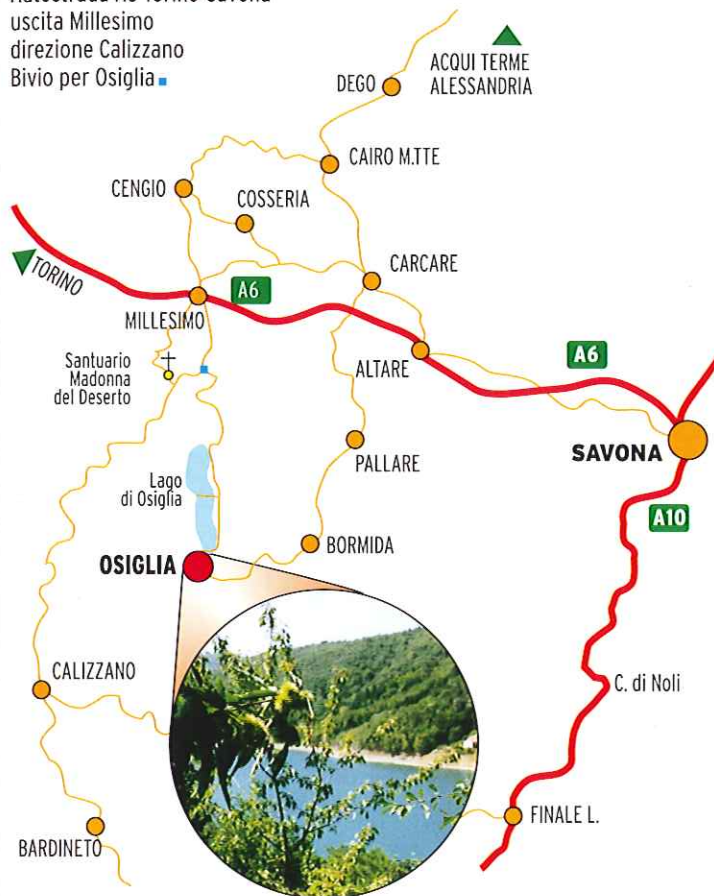 uscita Millesimo
direzione Calizzano
Bivio per Osiglia
ACQUI TERME
ALESSANDRIA
DEGO
CAIRO M.TTE
CENGIO
COSSERIA
CARCARE
TORINO
A6
MILLESIMO
ALTARE
A6
Santuario
Madonna
del Deserto
SAVONA
PALLARE
Lago
di Osiglia
A10
BORMIDA
OSIGLIA
CALIZZANO
C. di Noli
FINALE L.
BARDINETO